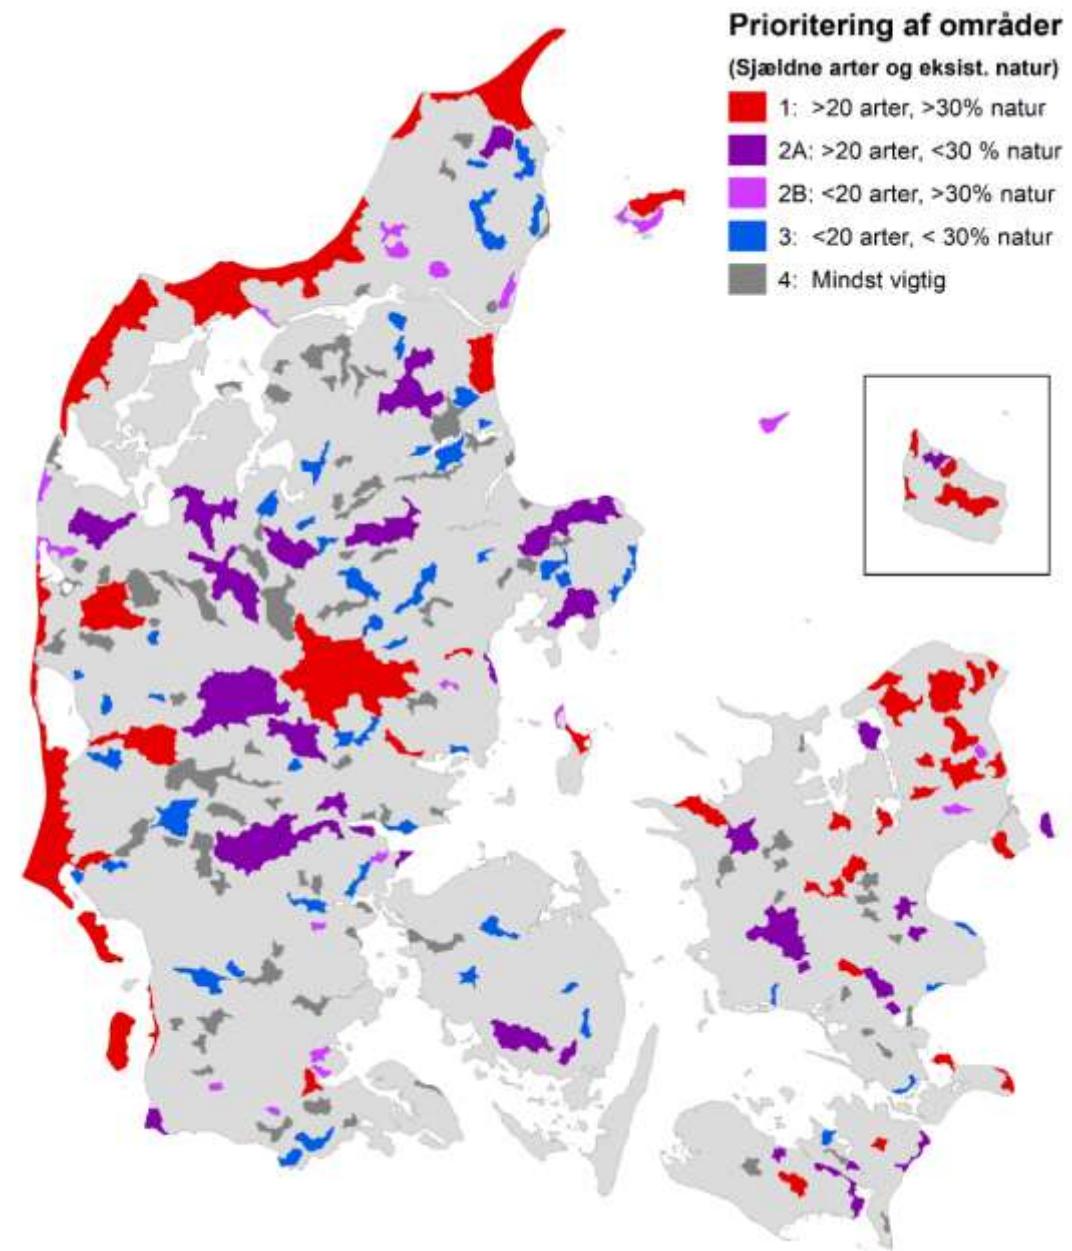 Prioritering af områder
(Sjældne arter og eksist. natur)
1: >20 arter, >30% natur
2A: >20 arter, <30 % natur
2B: <20 arter, >30% natur
3: <20 arter, < 30% natur
4: Mindst vigtig